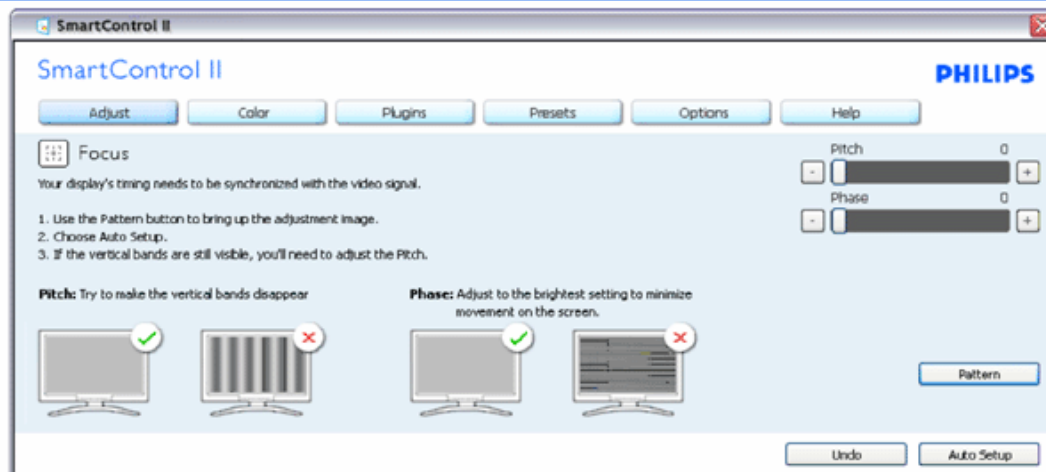 SmartControl II
SmartControl II
PHILIPS
Adjust
Color
Plugins
Presets
Options
Help
Focus
Your display's timing needs to be synchronized with the video signal.
1. Use the Pattern button to bring up the adjustment image.
2. Choose Auto Setup.
3. If the vertical bands are still visible, you'll need to adjust the Pitch.
Pitch 0
- +
Phase 0
- +
Pitch: Try to make the vertical bands disappear
Phase: Adjust to the brightest setting to minimize
movement on the screen.
Pattern
Undo
Auto Setup